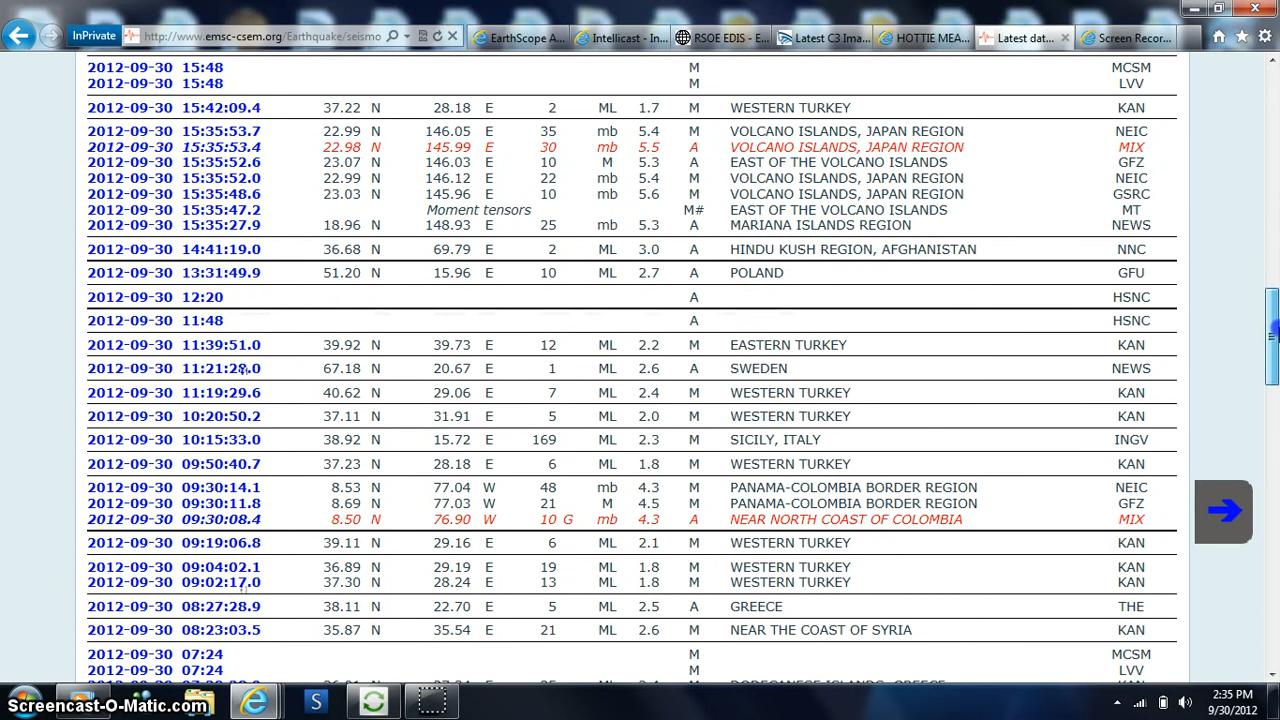 InPrivate http://www.emsc-csem.org/Earthquake/seismo EarthScope A... Intellicast - In... RSOE EDIS - E... Latest C3 Ima... HOTTIE MEA... Latest dat... Screen Recor...
2012-09-30 15:48 M MCSM
2012-09-30 15:48 M LVV
2012-09-30 15:42:09.4 37.22 N 28.18 E 2 ML 1.7 M WESTERN TURKEY KAN
2012-09-30 15:35:53.7 22.99 N 146.05 E 35 mb 5.4 M VOLCANO ISLANDS, JAPAN REGION NEIC
2012-09-30 15:35:53.4 22.98 N 145.99 E 30 mb 5.5 A VOLCANO ISLANDS, JAPAN REGION MIX
2012-09-30 15:35:52.6 23.07 N 146.03 E 10 M 5.3 A EAST OF THE VOLCANO ISLANDS GFZ
2012-09-30 15:35:52.0 22.99 N 146.12 E 22 mb 5.4 M VOLCANO ISLANDS, JAPAN REGION NEIC
2012-09-30 15:35:48.6 23.03 N 145.96 E 10 mb 5.6 M VOLCANO ISLANDS, JAPAN REGION GSRC
2012-09-30 15:35:47.2 Moment tensors M# EAST OF THE VOLCANO ISLANDS MT
2012-09-30 15:35:27.9 18.96 N 148.93 E 25 mb 5.3 A MARIANA ISLANDS REGION NEWS
2012-09-30 14:41:19.0 36.68 N 69.79 E 2 ML 3.0 A HINDU KUSH REGION, AFGHANISTAN NNC
2012-09-30 13:31:49.9 51.20 N 15.96 E 10 ML 2.7 A POLAND GFU
2012-09-30 12:20 A HSNC
2012-09-30 11:48 A HSNC
2012-09-30 11:39:51.0 39.92 N 39.73 E 12 ML 2.2 M EASTERN TURKEY KAN
2012-09-30 11:21:28.0 67.18 N 20.67 E 1 ML 2.6 A SWEDEN NEWS
2012-09-30 11:19:29.6 40.62 N 29.06 E 7 ML 2.4 M WESTERN TURKEY KAN
2012-09-30 10:20:50.2 37.11 N 31.91 E 5 ML 2.0 M WESTERN TURKEY KAN
2012-09-30 10:15:33.0 38.92 N 15.72 E 169 ML 2.3 M SICILY, ITALY INGV
2012-09-30 09:50:40.7 37.23 N 28.18 E 6 ML 1.8 M WESTERN TURKEY KAN
2012-09-30 09:30:14.1 8.53 N 77.04 W 48 mb 4.3 M PANAMA-COLOMBIA BORDER REGION NEIC
2012-09-30 09:30:11.8 8.69 N 77.03 W 21 M 4.5 M PANAMA-COLOMBIA BORDER REGION GFZ
2012-09-30 09:30:08.4 8.50 N 76.90 W 10 G mb 4.3 A NEAR NORTH COAST OF COLOMBIA MIX
2012-09-30 09:19:06.8 39.11 N 29.16 E 6 ML 2.1 M WESTERN TURKEY KAN
2012-09-30 09:04:02.1 36.89 N 29.19 E 19 ML 1.8 M WESTERN TURKEY KAN
2012-09-30 09:02:17.0 37.30 N 28.24 E 13 ML 1.8 M WESTERN TURKEY KAN
2012-09-30 08:27:28.9 38.11 N 22.70 E 5 ML 2.5 A GREECE THE
2012-09-30 08:23:03.5 35.87 N 35.54 E 21 ML 2.6 M NEAR THE COAST OF SYRIA KAN
2012-09-30 07:24 M MCSM
2012-09-30 07:24 M LVV
S 2:35 PM
Screencast-O-Matic.com 9/30/2012